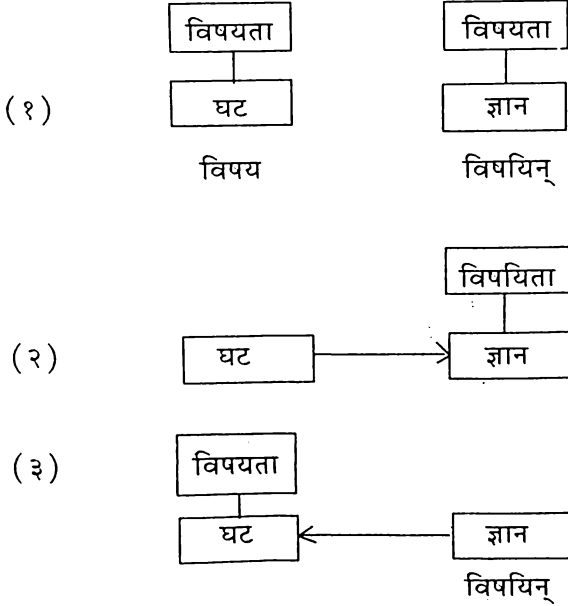 विषयता विषयता
(१) घट ज्ञान
विषय विषयिन्
विषयिता
(२) घट ज्ञान
(३) विषयता
घट ज्ञान
विषयिन्